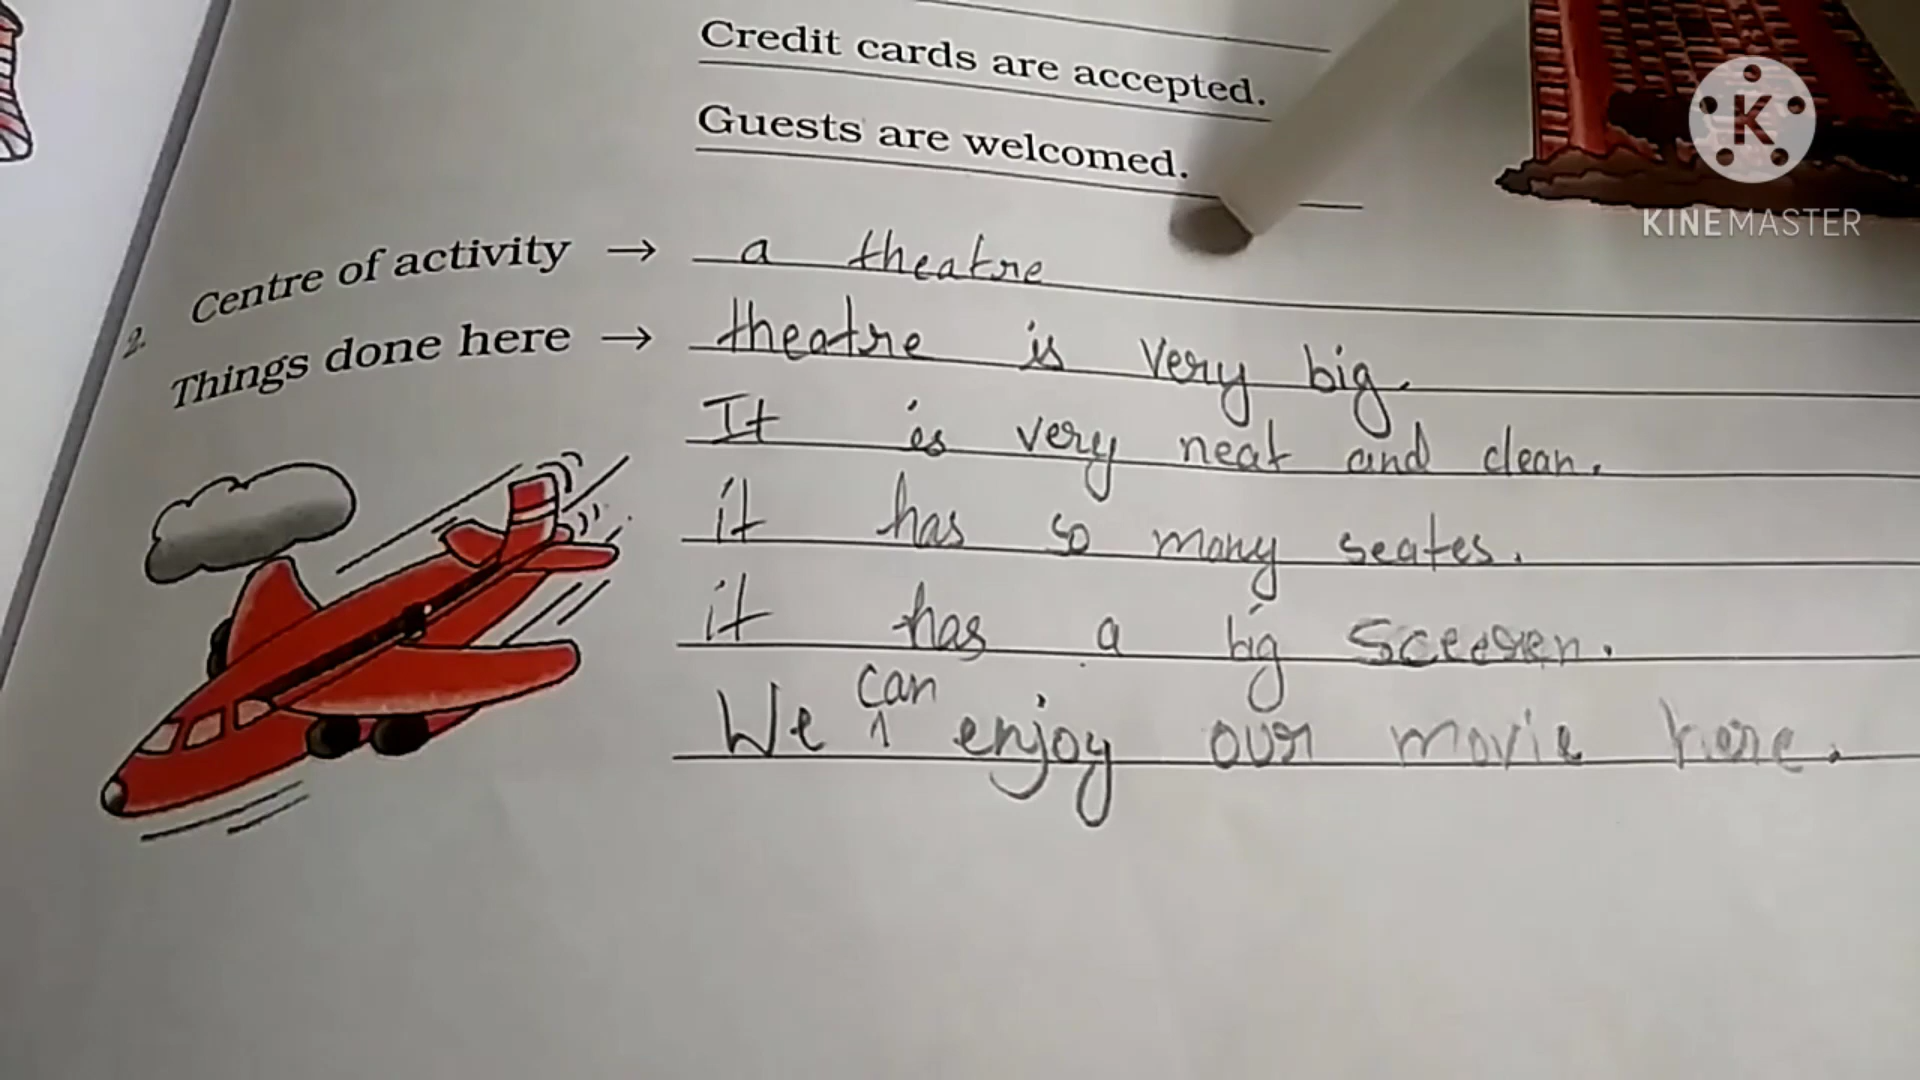 Credit cards are accepted.
Guests are welcomed.
K
KINEMASTER
2. Centre of activity → a theatre
Things done here → theatre is very big.
It is very neat and clean.
it has so many seates.
it has a big sceeren.
We can enjoy our movie here.